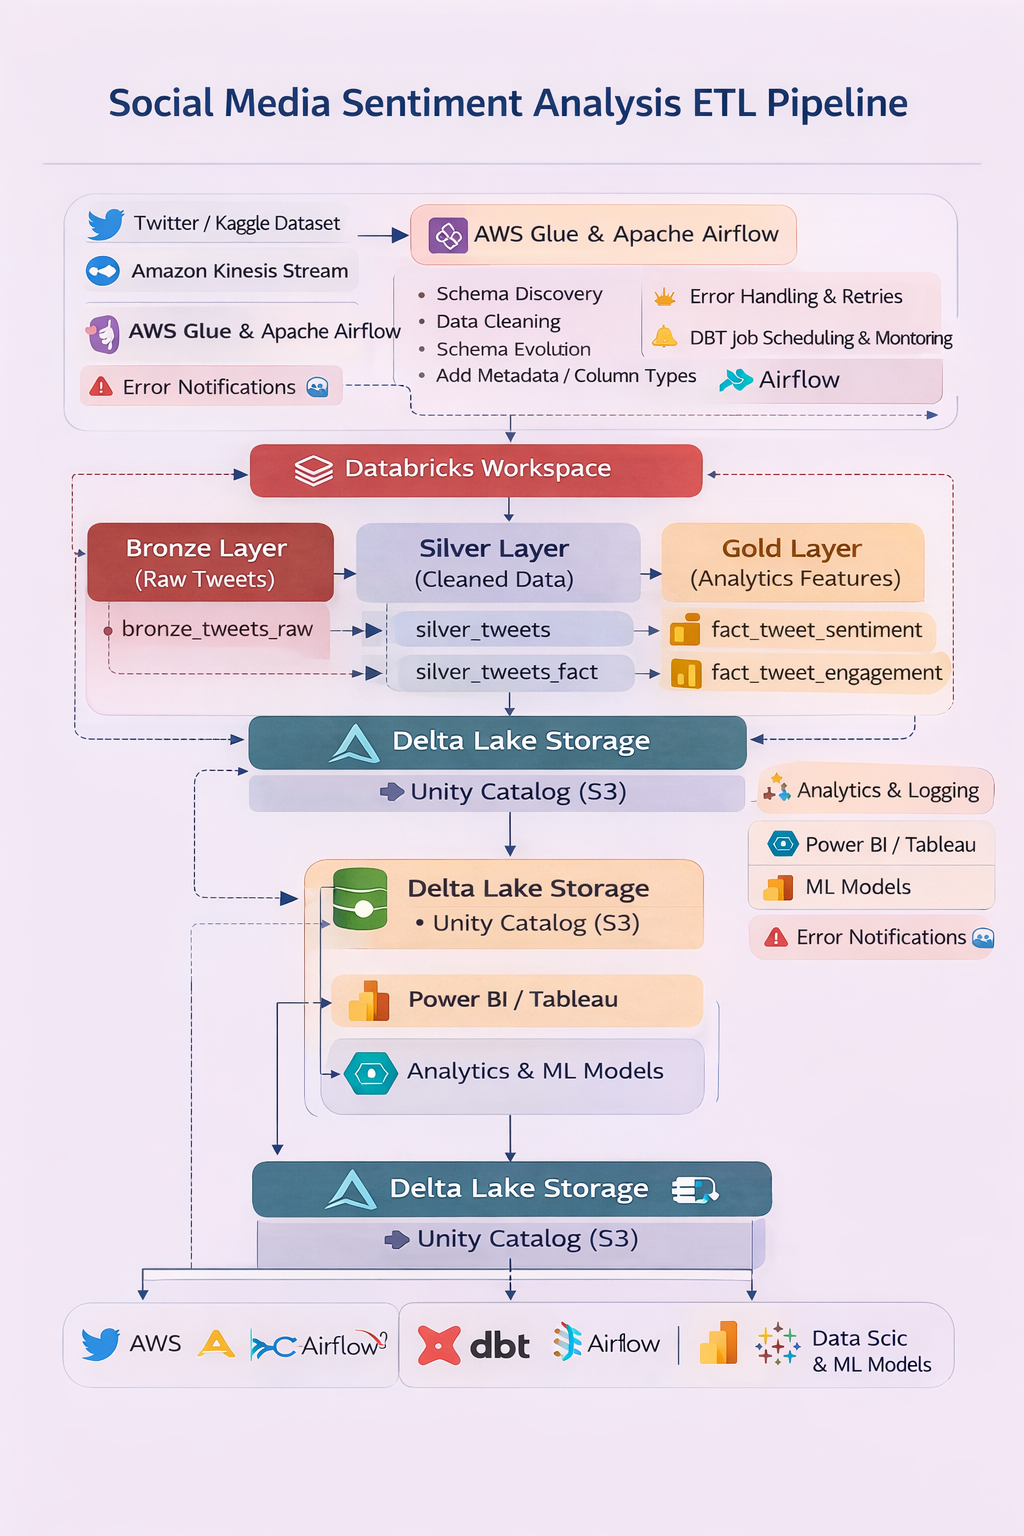 Social Media Sentiment Analysis ETL Pipeline
Twitter / Kaggle Dataset
Amazon Kinesis Stream
AWS Glue & Apache Airflow
Error Notifications
AWS Glue & Apache Airflow
• Schema Discovery
• Data Cleaning
• Schema Evolution
• Add Metadata / Column Types
Error Handling & Retries
DBT Job Scheduling & Montoring
Airflow
Databricks Workspace
Bronze Layer
(Raw Tweets)
Silver Layer
(Cleaned Data)
Gold Layer
(Analytics Features)
bronze_tweets_raw
silver_tweets
fact_tweet_sentiment
silver_tweets_fact
fact_tweet_engagement
Delta Lake Storage
Unity Catalog (S3)
Analytics & Logging
Power BI / Tableau
ML Models
Error Notifications
Delta Lake Storage
• Unity Catalog (S3)
Power BI / Tableau
Analytics & ML Models
Delta Lake Storage
Unity Catalog (S3)
AWS
Airflow
dbt
Airflow
Data Scic
& ML Models